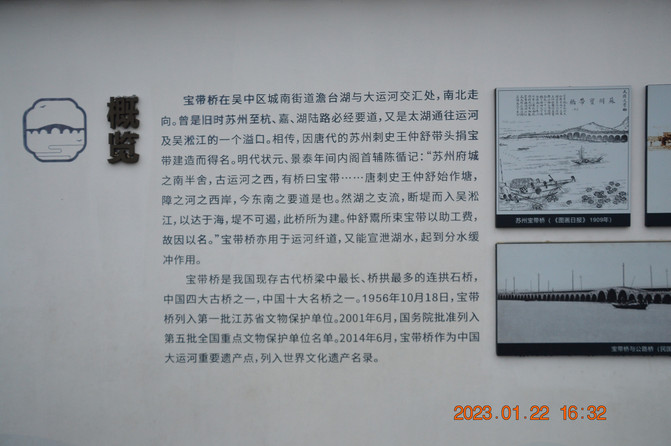 概览
宝带桥在吴中区城南街道澹台湖与大运河交汇处，南北走
向。曾是旧时苏州至杭、嘉、湖陆路必经要道，又是太湖通往运河
及吴淞江的一个溢口。相传，因唐代的苏州刺史王仲舒带头捐宝
带建造而得名。明代状元、景泰年间内阁首辅陈循记：“苏州府城
之南半舍，古运河之西，有桥曰宝带……唐刺史王仲舒始作塘，
障之河之西岸，今东南之要道是也。然湖之支流，断堤而入吴淞
江，以达于海，堤不可遏，此桥所为建。仲舒鬻所束宝带以助工费，
故因以名。”宝带桥亦用于运河纤道，又能宣泄湖水，起到分水缓
冲作用。
宝带桥是我国现存古代桥梁中最长、桥拱最多的连拱石桥，
中国四大古桥之一，中国十大名桥之一。1956年10月18日，宝带
桥列入第一批江苏省文物保护单位。2001年6月，国务院批准列入
第五批全国重点文物保护单位名单。2014年6月，宝带桥作为中国
大运河重要遗产点，列入世界文化遗产名录。
苏州宝带桥（《图画日报》1909年）
宝带桥与公路桥（民国
2023.01.22 16:32